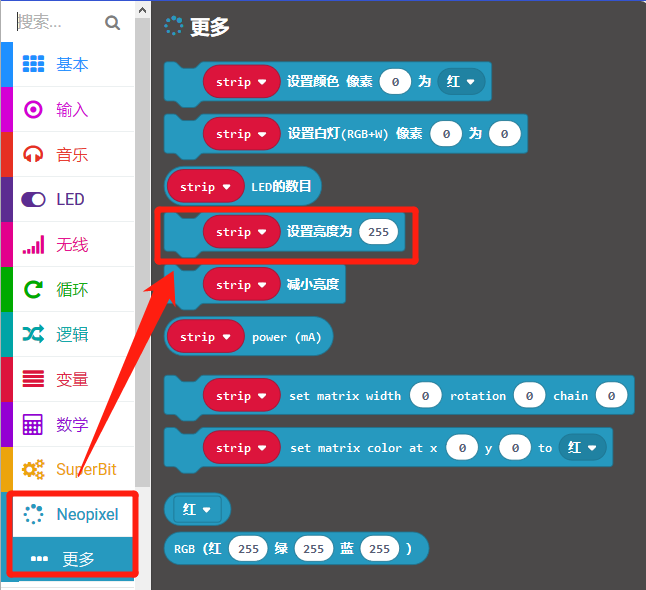 搜索...
基本
输入
音乐
LED
无线
循环
逻辑
变量
数学
SuperBit
Neopixel
更多
更多
strip 设置颜色 像素 0 为 红
strip 设置白灯(RGB+W) 像素 0 为 0
strip LED的数目
strip 设置亮度为 255
strip 减小亮度
strip power (mA)
strip set matrix width 0 rotation 0 chain 0
strip set matrix color at x 0 y 0 to 红
红
RGB (红 255 绿 255 蓝 255 )